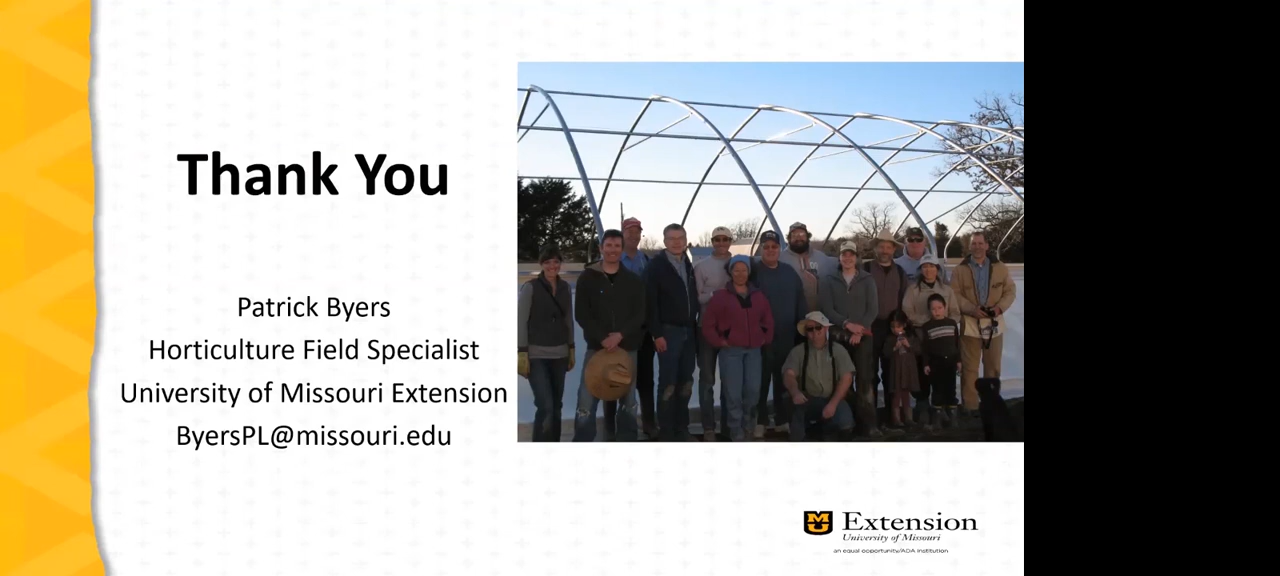 Thank You
Patrick Byers
Horticulture Field Specialist
University of Missouri Extension
ByersPL@missouri.edu
Extension
University of Missouri
an equal opportunity/ADA institution